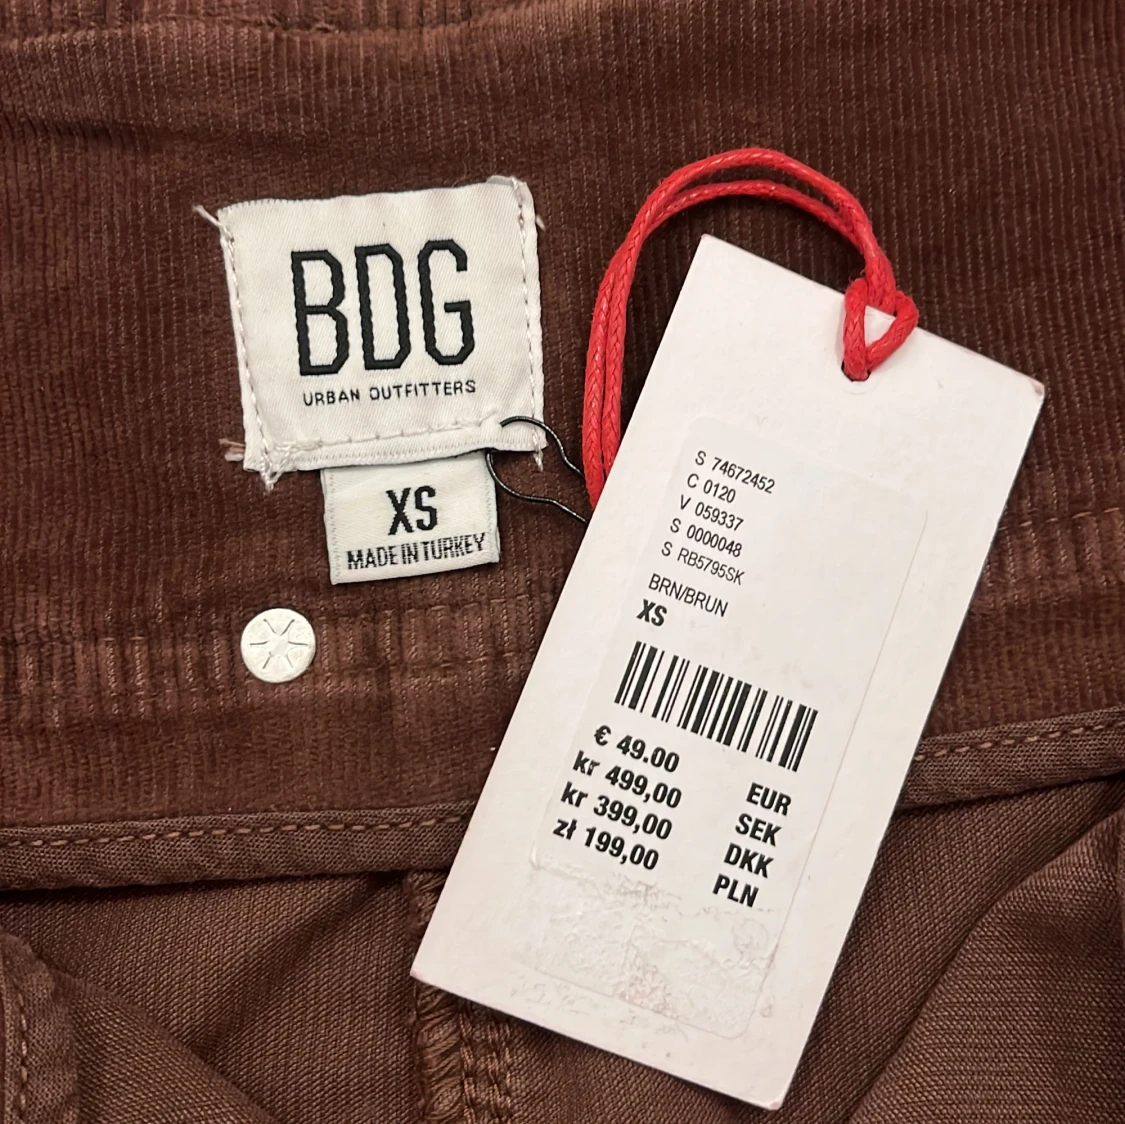 BDG
URBAN OUTFITTERS
XS
MADE IN TURKEY
S 74672452
C 0120
V 059337
S 0000048
S RB5795SK
BRN/BRUN
XS
€ 49.00 EUR
kr 499,00 SEK
kr 399,00 DKK
zł 199,00 PLN